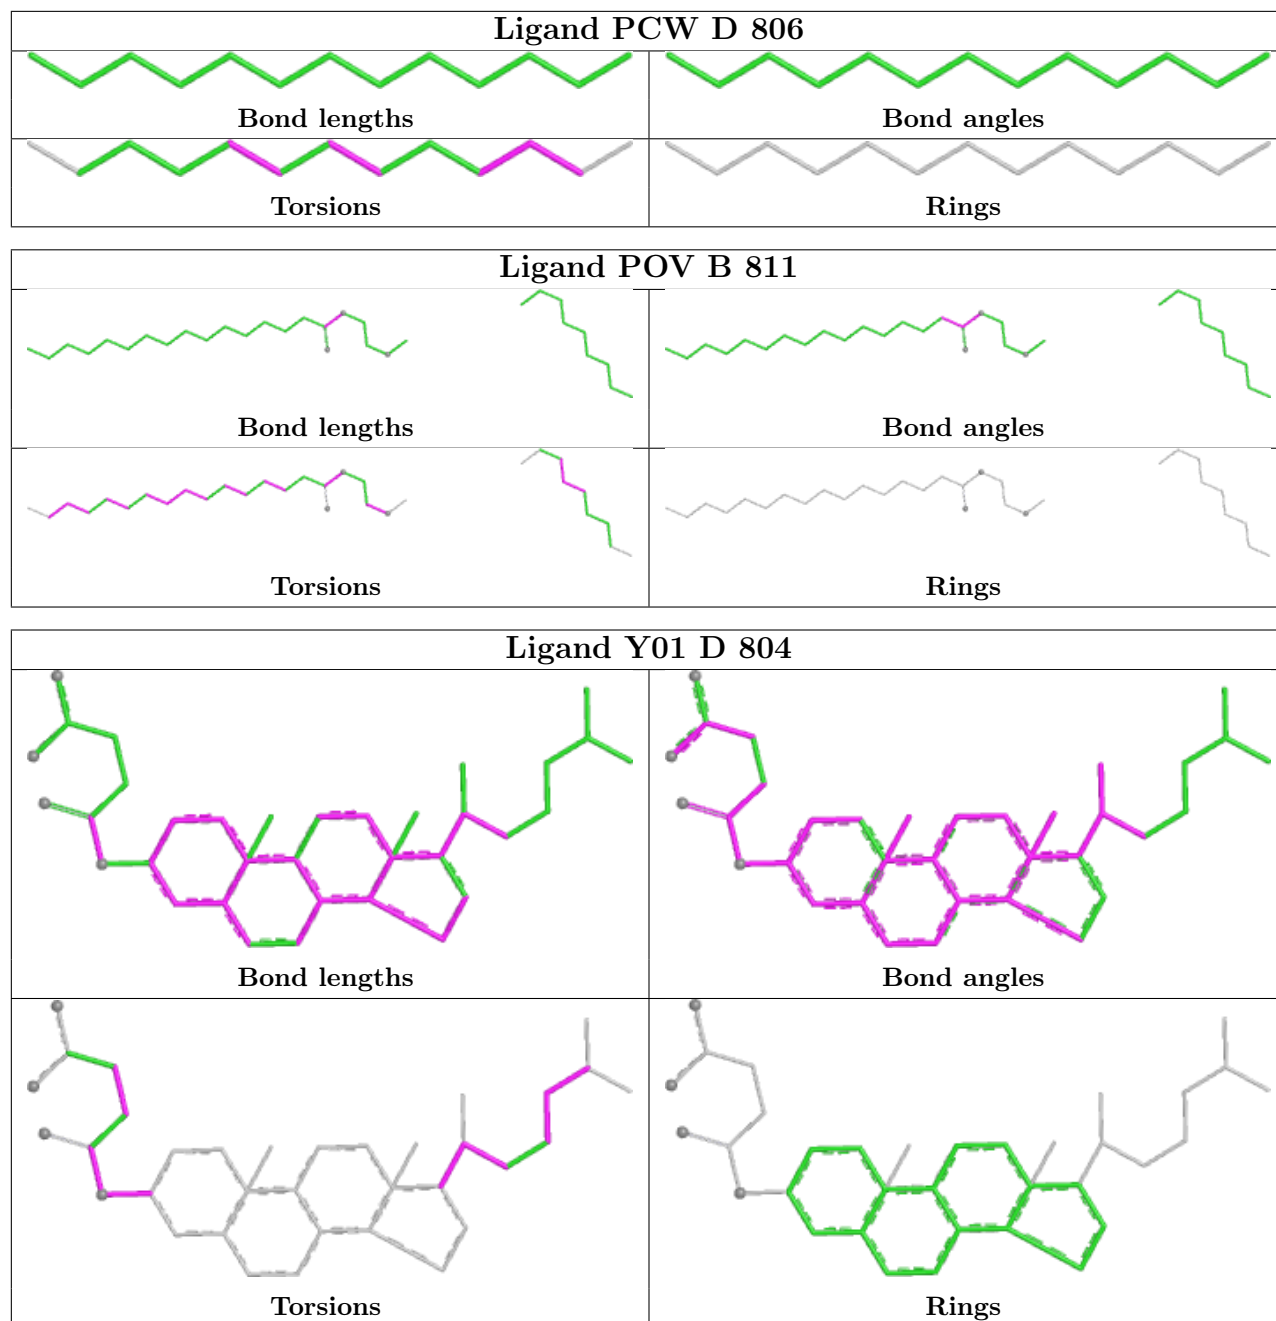 Ligand PCW D 806
Bond lengths
Bond angles
Torsions
Rings
Ligand POV B 811
Bond lengths
Bond angles
Torsions
Rings
Ligand Y01 D 804
Bond lengths
Bond angles
Torsions
Rings